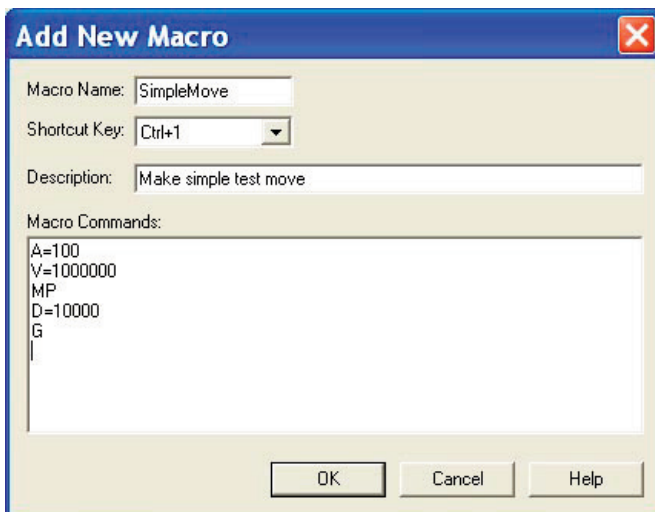 Add New Macro
Macro Name: SimpleMove
Shortcut Key: Ctrl+1
Description: Make simple test move
Macro Commands:
A=100
V=1000000
MP
D=10000
G
OK Cancel Help